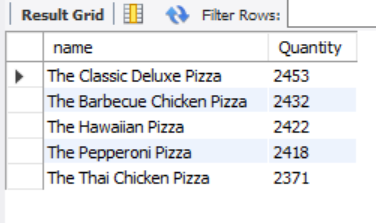 Result Grid Filter Rows:
name Quantity
The Classic Deluxe Pizza 2453
The Barbecue Chicken Pizza 2432
The Hawaiian Pizza 2422
The Pepperoni Pizza 2418
The Thai Chicken Pizza 2371